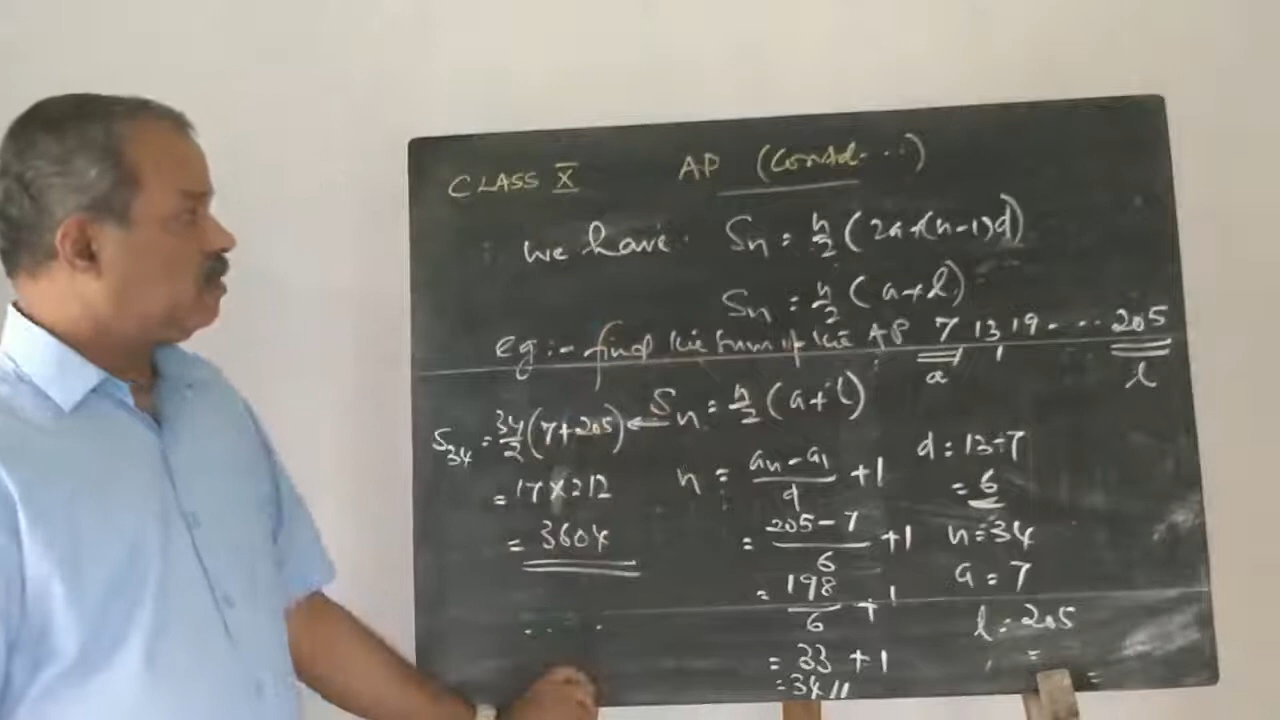 CLASS X AP (Contd...)
we have. Sn = n/2 (2a+(n-1)d)
Sn = n/2 (a+l)
eg:- find the sum of the AP 7 13 19 .... 205
a l
Sn = n/2 (a+l)
S34 = 34/2 (7+205) ←
= 17×212
= 3604
n = an-a1/d +1
= 205-7/6 +1
= 198/6 +1
= 33 +1
= 34 //
d = 13-7
= 6
n = 34
a = 7
l = 205